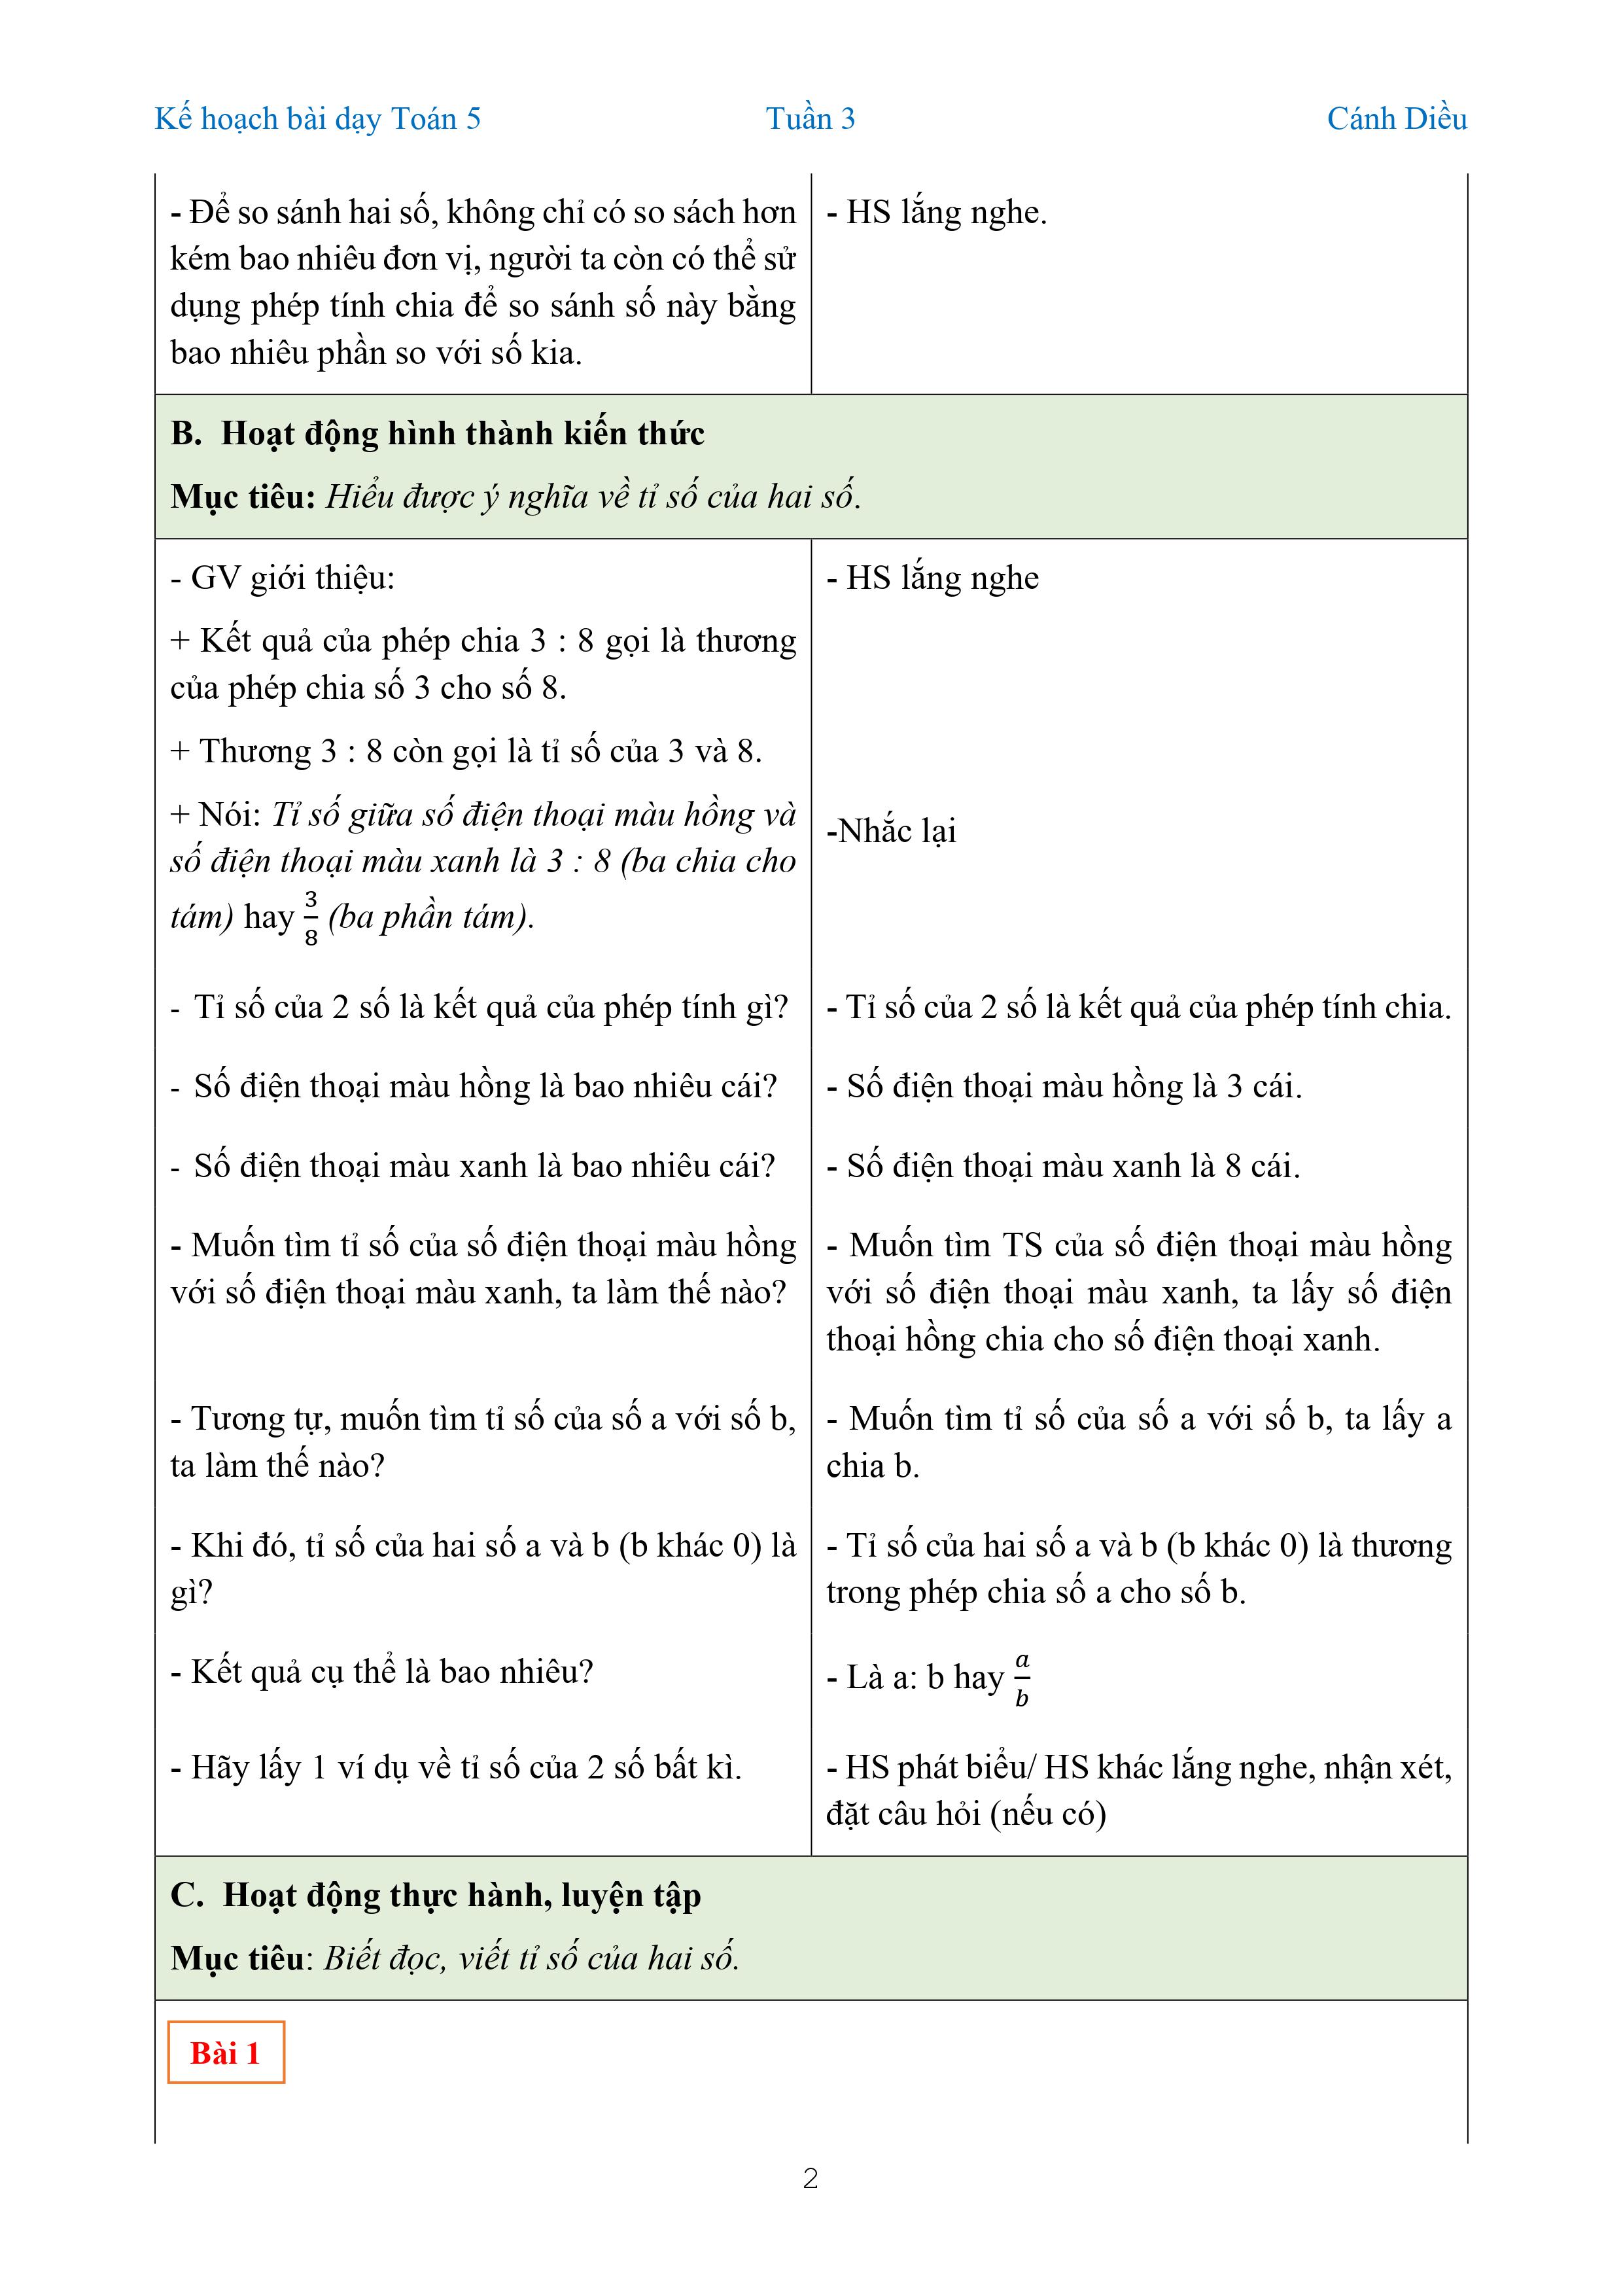 Kế hoạch bài dạy Toán 5 Tuần 3 Cánh Diều
- Để so sánh hai số, không chỉ có so sách hơn
kém bao nhiêu đơn vị, người ta còn có thể sử
dụng phép tính chia để so sánh số này bằng
bao nhiêu phần so với số kia.
- HS lắng nghe.
B. Hoạt động hình thành kiến thức
Mục tiêu: Hiểu được ý nghĩa về tỉ số của hai số.
- GV giới thiệu:
- HS lắng nghe
+ Kết quả của phép chia 3 : 8 gọi là thương
của phép chia số 3 cho số 8.
+ Thương 3 : 8 còn gọi là tỉ số của 3 và 8.
+ Nói: Tỉ số giữa số điện thoại màu hồng và
số điện thoại màu xanh là 3 : 8 (ba chia cho
tám) hay 3/8 (ba phần tám).
-Nhắc lại
- Tỉ số của 2 số là kết quả của phép tính gì?
- Tỉ số của 2 số là kết quả của phép tính chia.
- Số điện thoại màu hồng là bao nhiêu cái?
- Số điện thoại màu hồng là 3 cái.
- Số điện thoại màu xanh là bao nhiêu cái?
- Số điện thoại màu xanh là 8 cái.
- Muốn tìm tỉ số của số điện thoại màu hồng
với số điện thoại màu xanh, ta làm thế nào?
- Muốn tìm TS của số điện thoại màu hồng
với số điện thoại màu xanh, ta lấy số điện
thoại hồng chia cho số điện thoại xanh.
- Tương tự, muốn tìm tỉ số của số a với số b,
ta làm thế nào?
- Muốn tìm tỉ số của số a với số b, ta lấy a
chia b.
- Khi đó, tỉ số của hai số a và b (b khác 0) là
gì?
- Tỉ số của hai số a và b (b khác 0) là thương
trong phép chia số a cho số b.
- Kết quả cụ thể là bao nhiêu?
- Là a: b hay a/b
- Hãy lấy 1 ví dụ về tỉ số của 2 số bất kì.
- HS phát biểu/ HS khác lắng nghe, nhận xét,
đặt câu hỏi (nếu có)
C. Hoạt động thực hành, luyện tập
Mục tiêu: Biết đọc, viết tỉ số của hai số.
Bài 1
2